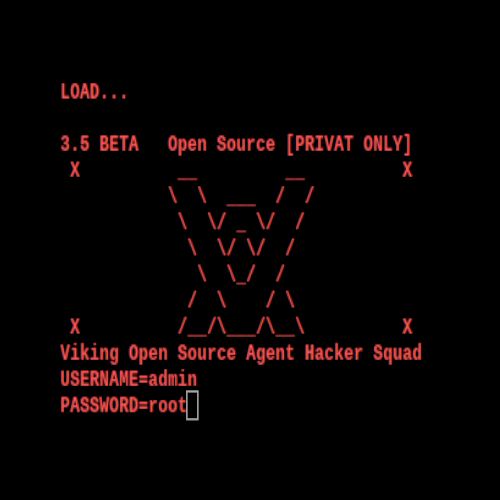 LOAD...
3.5 BETA   Open Source [PRIVAT ONLY]
X                                  X
X                                  X
Viking Open Source Agent Hacker Squad
USERNAME=admin
PASSWORD=root